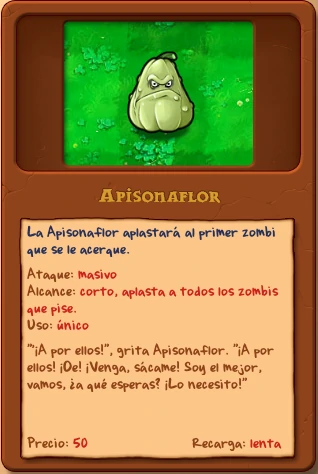 Apisonaflor
La Apisonaflor aplastará al primer zombi
que se le acerque.
Ataque: masivo
Alcance: corto, aplasta a todos los zombis
que pise.
Uso: único
"¡A por ellos!", grita Apisonaflor. "¡A por
ellos! ¡De! ¡Venga, sácame! Soy el mejor,
vamos, ¿a qué esperas? ¡Lo necesito!"
Precio: 50
Recarga: lenta